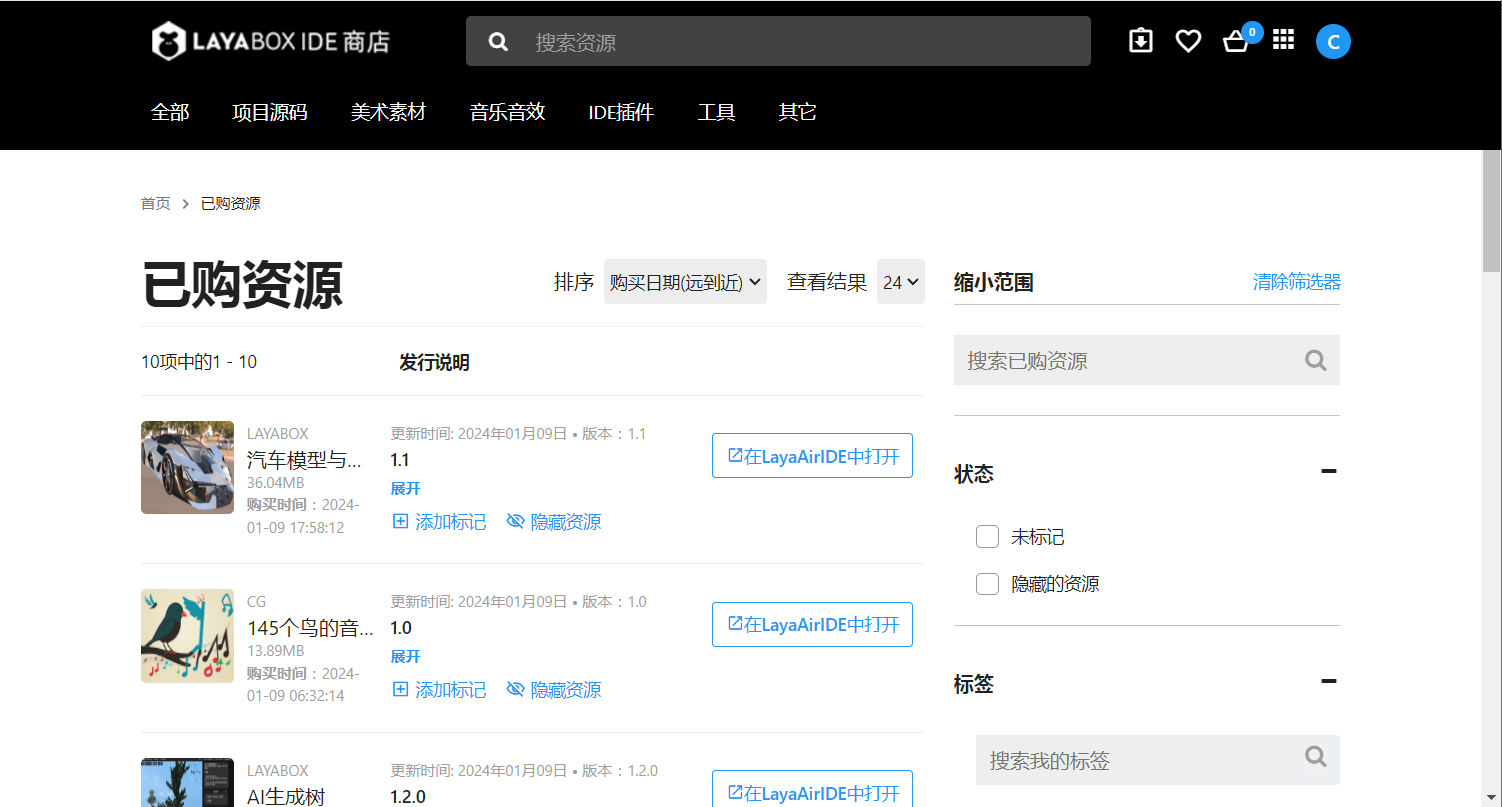 LAYABOX IDE 商店
搜索资源
0
C
全部 项目源码 美术素材 音乐音效 IDE插件 工具 其它
首页 > 已购资源
已购资源
排序 购买日期(远到近) 查看结果 24
10项中的1 - 10 发行说明
LAYABOX
汽车模型与...
36.04MB
购买时间：2024-
01-09 17:58:12
更新时间: 2024年01月09日 • 版本：1.1
1.1
展开
添加标记 隐藏资源
在LayaAirIDE中打开
CG
145个鸟的音...
13.89MB
购买时间：2024-
01-09 06:32:14
更新时间: 2024年01月09日 • 版本：1.0
1.0
展开
添加标记 隐藏资源
在LayaAirIDE中打开
LAYABOX
AI生成树
更新时间: 2024年01月09日 • 版本：1.2.0
1.2.0
在LayaAirIDE中打开
缩小范围 清除筛选器
搜索已购资源
状态
未标记
隐藏的资源
标签
搜索我的标签